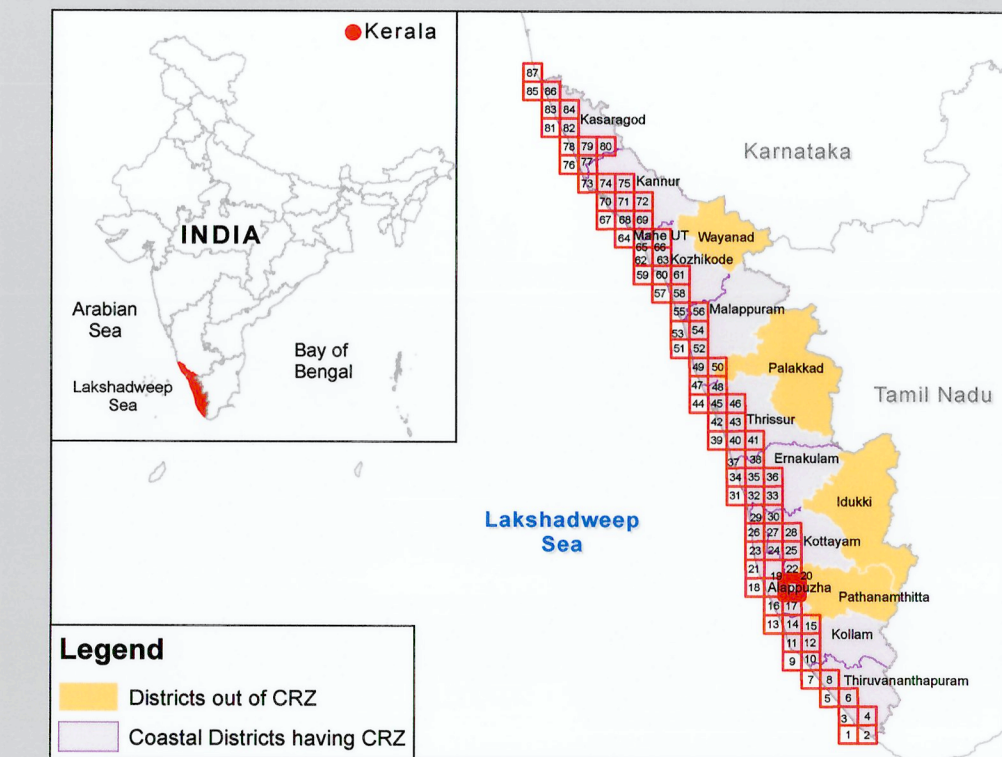 Kerala
INDIA
Arabian
Sea
Bay of
Bengal
Lakshadweep
Sea
87
85 86
83 84
Kasaragod
81 82
78 79 80
76 77
73 74 75 Kannur
70 71 72
67 68 69
64 Mahe UT
65 66
62 63 Kozhikode
59 60 61
57 58
55 56 Malappuram
53 54
51 52
49 50
47 48
44 45 46
42 43 Thrissur
39 40 41
37 38 Ernakulam
34 35 36
31 32 33
29 30
26 27 28
Kottayam
23 24 25
21 22
19 20
18 Alappuzha
16 17
13 14 15
Kollam
11 12
9 10
7 8 Thiruvananthapuram
5 6
3 4
1 2
Karnataka
Wayanad
Palakkad
Tamil Nadu
Idukki
Pathanamthitta
Lakshadweep
Sea
Legend
Districts out of CRZ
Coastal Districts having CRZ